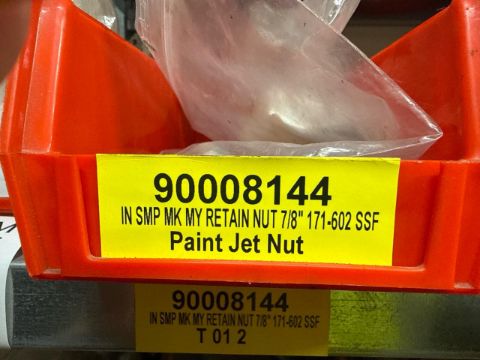 90008144
IN SMP MK MY RETAIN NUT 7/8" 171-602 SSF
Paint Jet Nut
90008144
IN SMP MK MY RETAIN NUT 7/8" 171-602 SSF
T 01 2